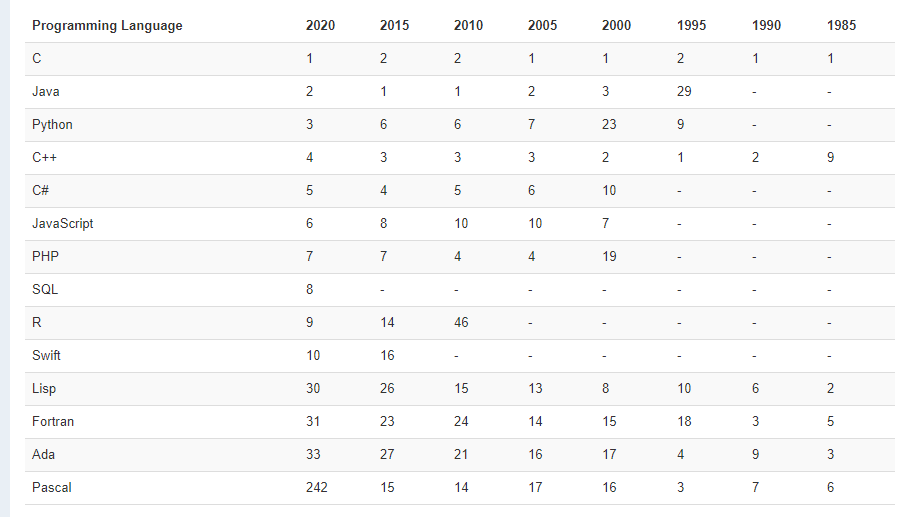 Programming Language 2020 2015 2010 2005 2000 1995 1990 1985
C 1 2 2 1 1 2 1 1
Java 2 1 1 2 3 29 - -
Python 3 6 6 7 23 9 - -
C++ 4 3 3 3 2 1 2 9
C# 5 4 5 6 10 - - -
JavaScript 6 8 10 10 7 - - -
PHP 7 7 4 4 19 - - -
SQL 8 - - - - - - -
R 9 14 46 - - - - -
Swift 10 16 - - - - - -
Lisp 30 26 15 13 8 10 6 2
Fortran 31 23 24 14 15 18 3 5
Ada 33 27 21 16 17 4 9 3
Pascal 242 15 14 17 16 3 7 6